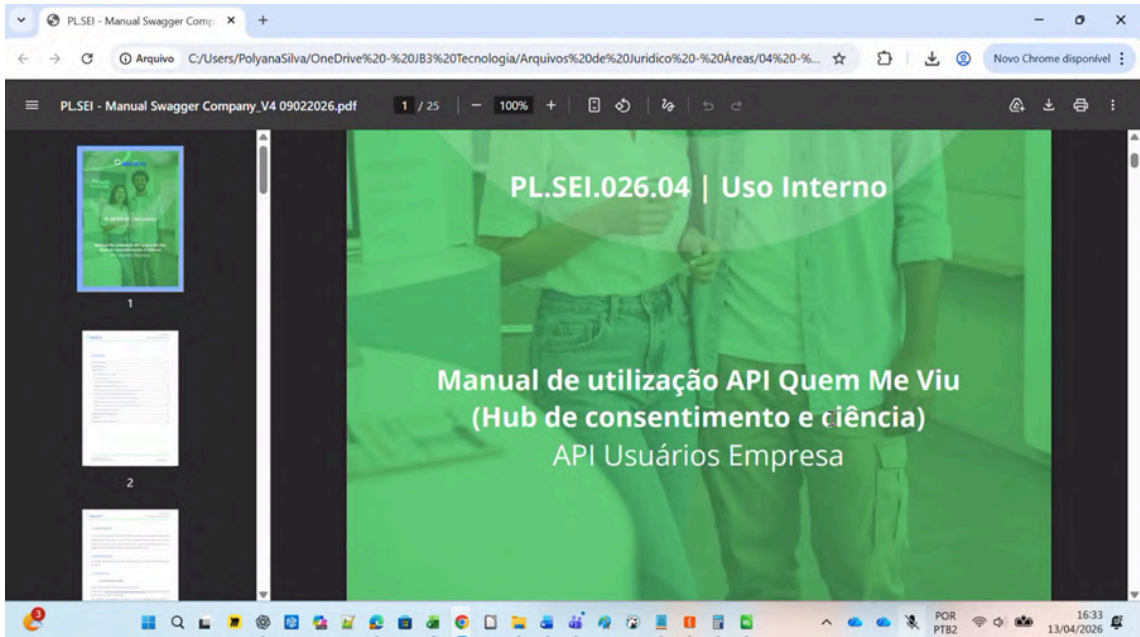 PL.SEI - Manual Swagger Comp
Arquivo C:/Users/PolyanaSilva/OneDrive%20-%20JB3%20Tecnologia/Arquivos%20de%20Juridico%20-%20Áreas/04%20-%... Novo Chrome disponível
PL.SEI - Manual Swagger Company_V4 09022026.pdf 1 / 25 100%
PL.SEI.026.04 | Uso Interno
1
Manual de utilização API Quem Me Viu
(Hub de consentimento e ciência)
API Usuários Empresa
2
3
POR
PTB2
16:33
13/04/2026